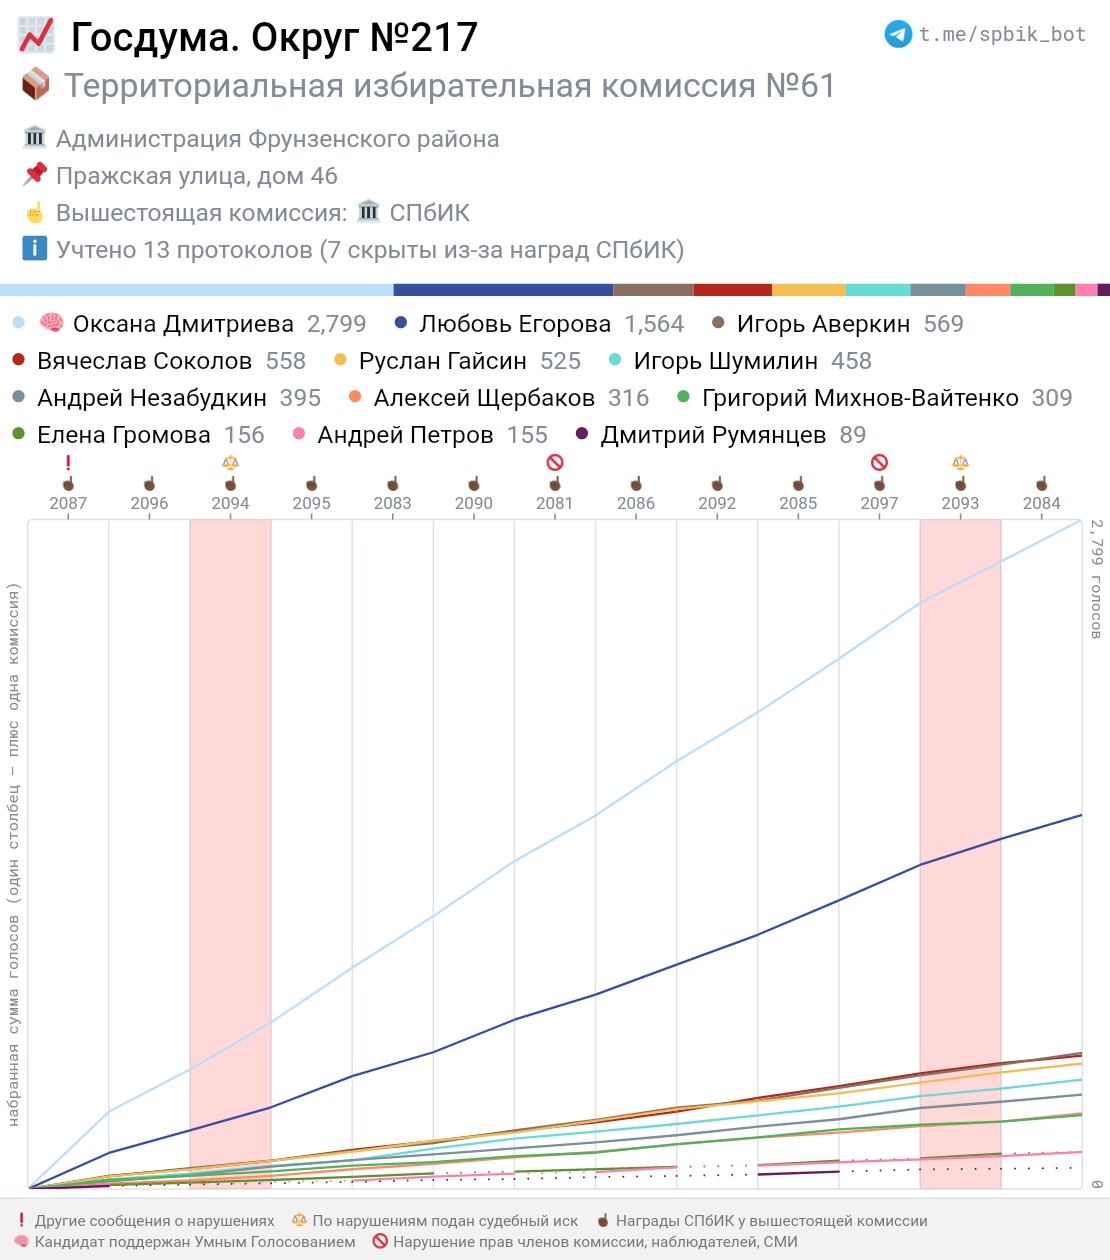 Госдума. Округ №217
t.me/spbik_bot
Территориальная избирательная комиссия №61
Администрация Фрунзенского района
Пражская улица, дом 46
Вышестоящая комиссия: СПбИК
Учтено 13 протоколов (7 скрыты из-за наград СПбИК)
Оксана Дмитриева 2,799 Любовь Егорова 1,564 Игорь Аверкин 569
Вячеслав Соколов 558 Руслан Гайсин 525 Игорь Шумилин 458
Андрей Незабудкин 395 Алексей Щербаков 316 Григорий Михнов-Вайтенко 309
Елена Громова 156 Андрей Петров 155 Дмитрий Румянцев 89
2087 2096 2094 2095 2083 2090 2081 2086 2092 2085 2097 2093 2084
набранная сумма голосов (один столбец — плюс одна комиссия)
2,799 голосов
0
Другие сообщения о нарушениях По нарушениям подан судебный иск Награды СПбИК у вышестоящей комиссии
Кандидат поддержан Умным Голосованием Нарушение прав членов комиссии, наблюдателей, СМИ